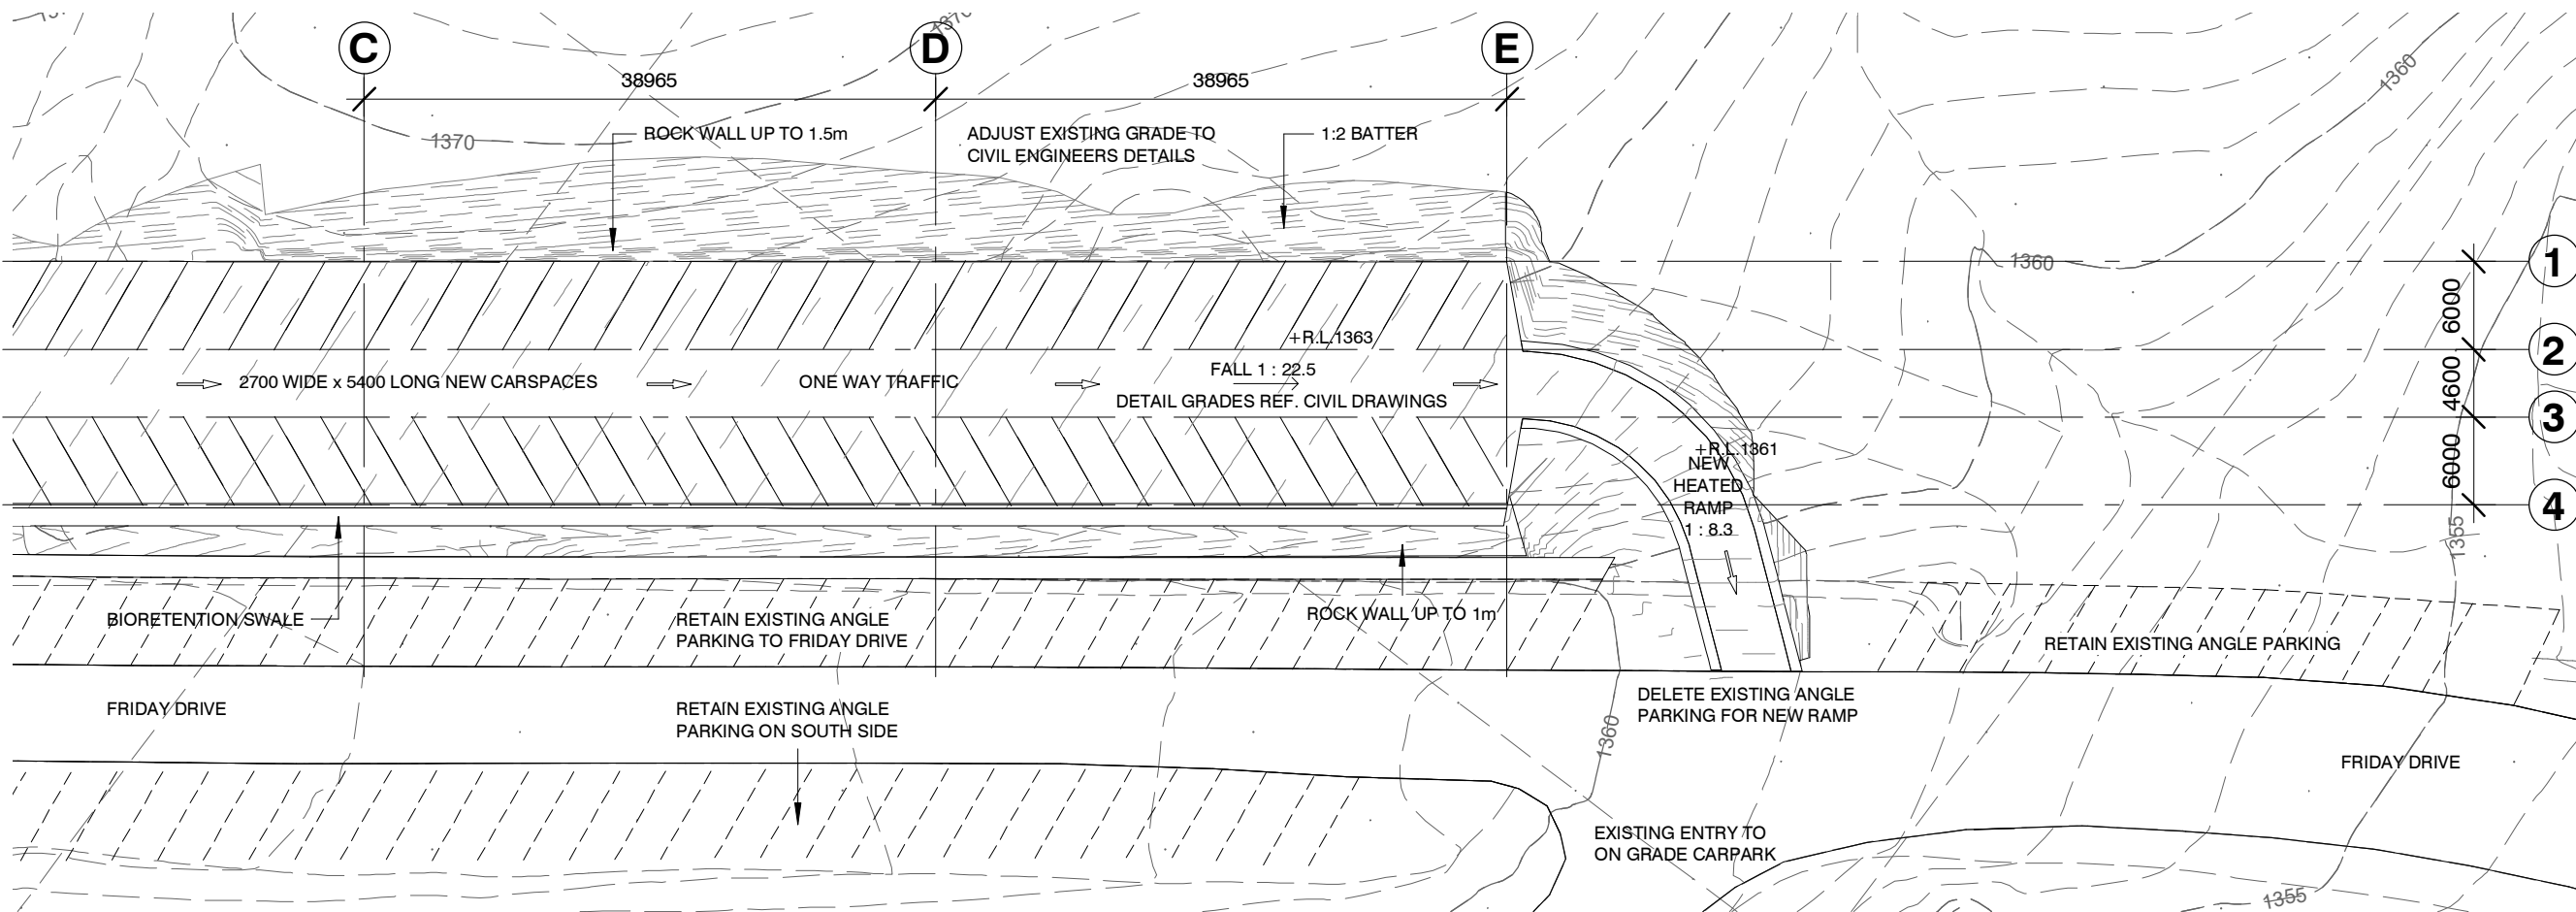 C
D
E
1370
38965
38965
1370
ROCK WALL UP TO 1.5m
ADJUST EXISTING GRADE TO
CIVIL ENGINEERS DETAILS
1:2 BATTER
1360
1360
1
2
3
4
6000
4600
6000
+R.L.1363
2700 WIDE x 5400 LONG NEW CARSPACES
ONE WAY TRAFFIC
FALL 1 : 22.5
DETAIL GRADES REF. CIVIL DRAWINGS
+R.L.1361
NEW
HEATED
RAMP
1 : 8.3
1355
BIORETENTION SWALE
RETAIN EXISTING ANGLE
PARKING TO FRIDAY DRIVE
ROCK WALL UP TO 1m
RETAIN EXISTING ANGLE PARKING
FRIDAY DRIVE
RETAIN EXISTING ANGLE
PARKING ON SOUTH SIDE
1360
DELETE EXISTING ANGLE
PARKING FOR NEW RAMP
FRIDAY DRIVE
EXISTING ENTRY TO
ON GRADE CARPARK
1355